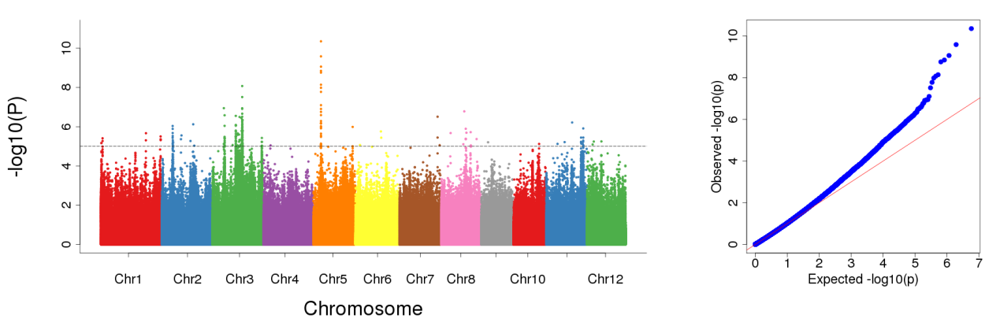 -log10(P)
10
8
6
4
2
0
Chr1 Chr2 Chr3 Chr4 Chr5 Chr6 Chr7 Chr8 Chr10 Chr12
Chromosome
Observed -log10(p)
10
8
6
4
2
0
0 1 2 3 4 5 6 7
Expected -log10(p)